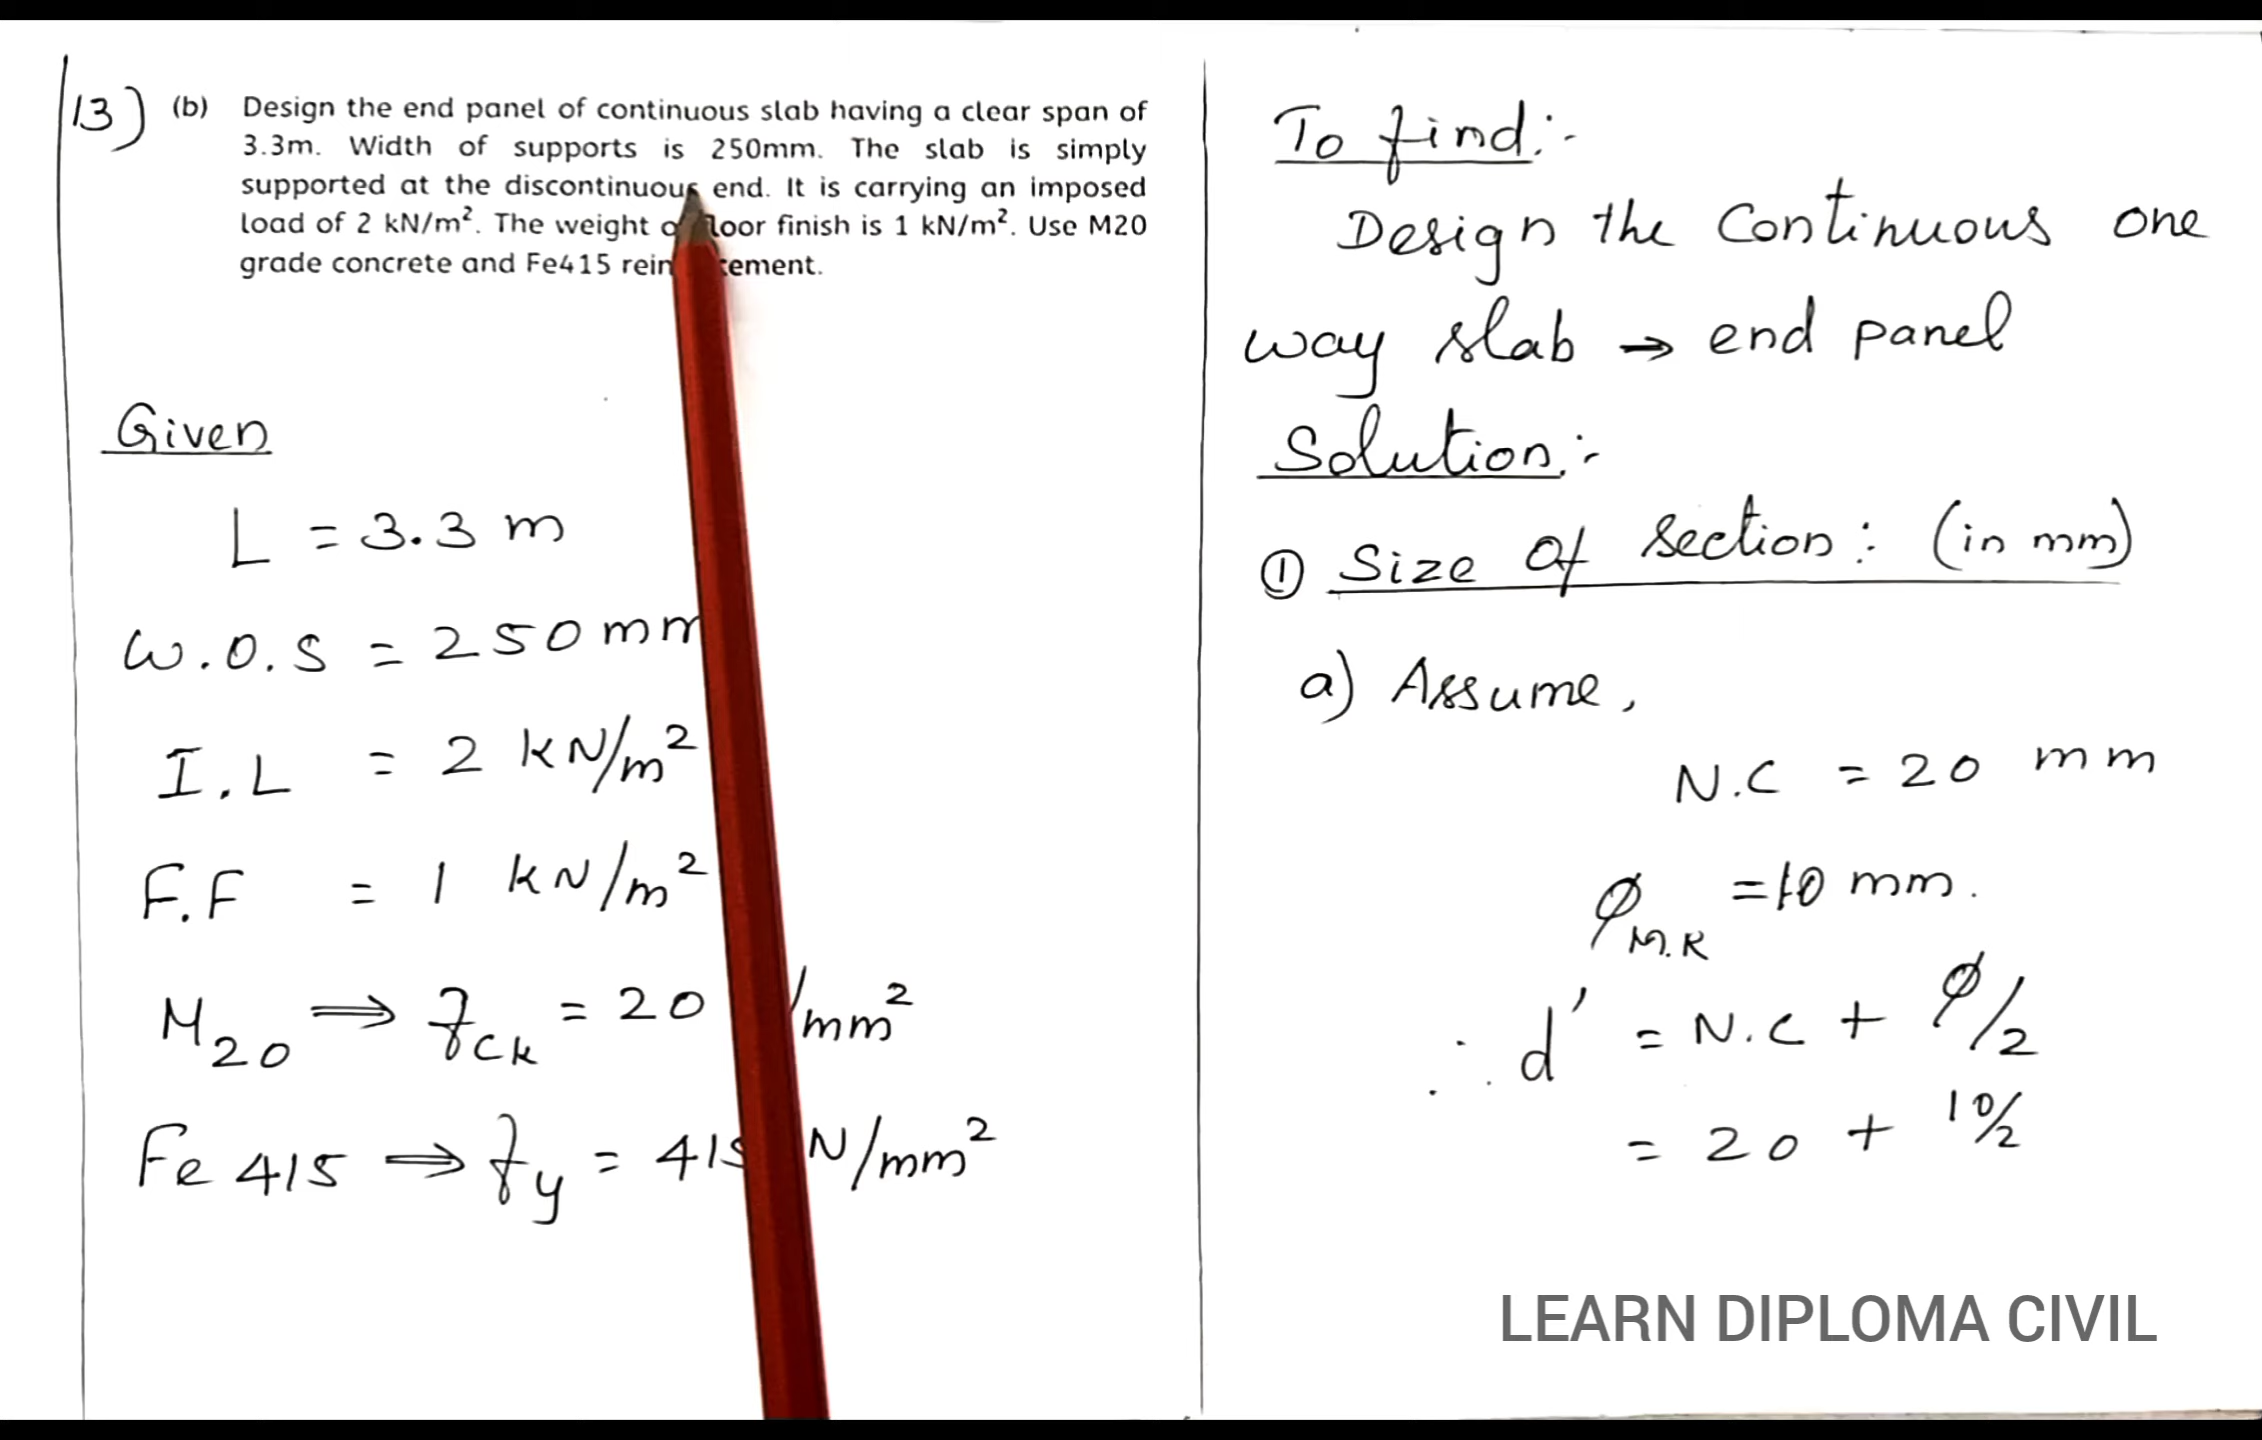 13) (b) Design the end panel of continuous slab having a clear span of
3.3m. Width of supports is 250mm. The slab is simply
supported at the discontinuous end. It is carrying an imposed
load of 2 kN/m². The weight floor finish is 1 kN/m². Use M20
grade concrete and Fe415
Given
L = 3.3 m
W.O.S = 250 mm
I.L = 2 kN/m²
F.F = 1 kN/m²
M20 ⇒ fck = 20 /mm²
Fe 415 ⇒ fy = 415 N/mm²
To find:-
Design the Continuous one
way slab → end panel
Solution:-
① Size of section: (in mm)
a) Assume,
N.C = 20 mm
φM.R = 10 mm.
∴ d' = N.C + φ/2
= 20 + 10/2
LEARN DIPLOMA CIVIL